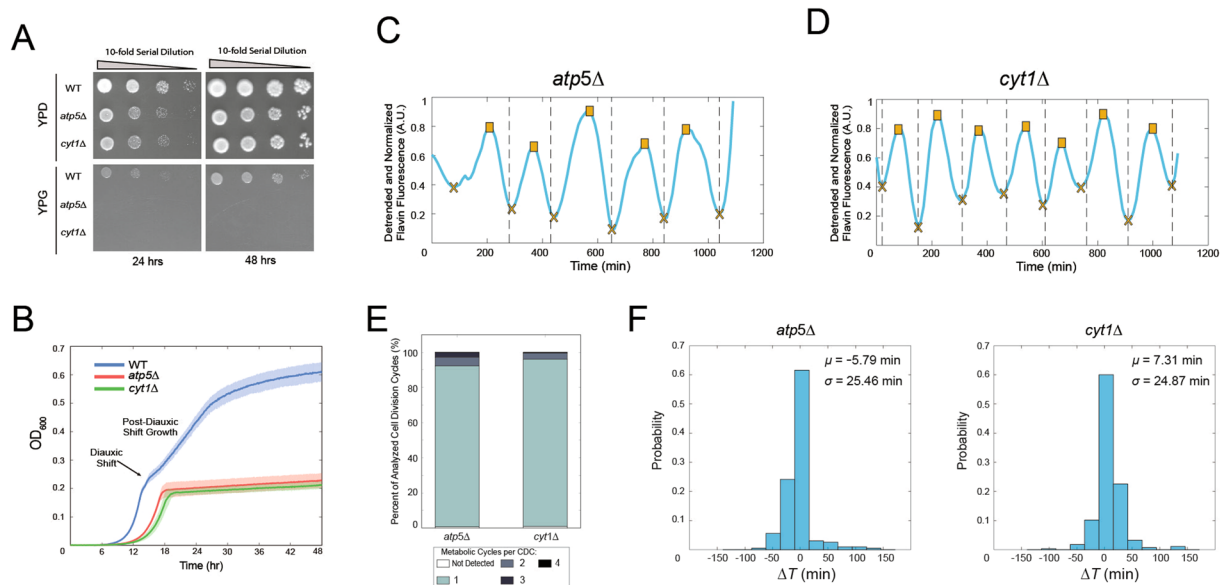 A
10-fold Serial Dilution
10-fold Serial Dilution
YPD
WT
atp5Δ
cyt1Δ
YPG
WT
atp5Δ
cyt1Δ
24 hrs
48 hrs
B
0.7
0.6
0.5
0.4
0.3
0.2
0.1
0
OD600
WT
atp5Δ
cyt1Δ
Post-Diauxic
Shift Growth
Diauxic
Shift
6 12 18 24 30 36 42 48
Time (hr)
C
atp5Δ
Detrended and Normalized
Flavin Fluorescence (A.U.)
1
0.8
0.6
0.4
0.2
0 200 400 600 800 1000 1200
Time (min)
D
cyt1Δ
Detrended and Normalized
Flavin Fluorescence (A.U.)
1
0.8
0.6
0.4
0.2
0 200 400 600 800 1000 1200
Time (min)
E
Percent of Analyzed Cell Division Cycles (%)
100
80
60
40
20
0
atp5Δ
cyt1Δ
Metabolic Cycles per CDC:
Not Detected 2 4
1 3
F
atp5Δ
μ = −5.79 min
σ = 25.46 min
Probability
0.7
0.6
0.5
0.4
0.3
0.2
0.1
-150 -100 -50 0 50 100 150
ΔT (min)
cyt1Δ
μ = 7.31 min
σ = 24.87 min
Probability
0.7
0.6
0.5
0.4
0.3
0.2
0.1
-150 -100 -50 0 50 100 150
ΔT (min)